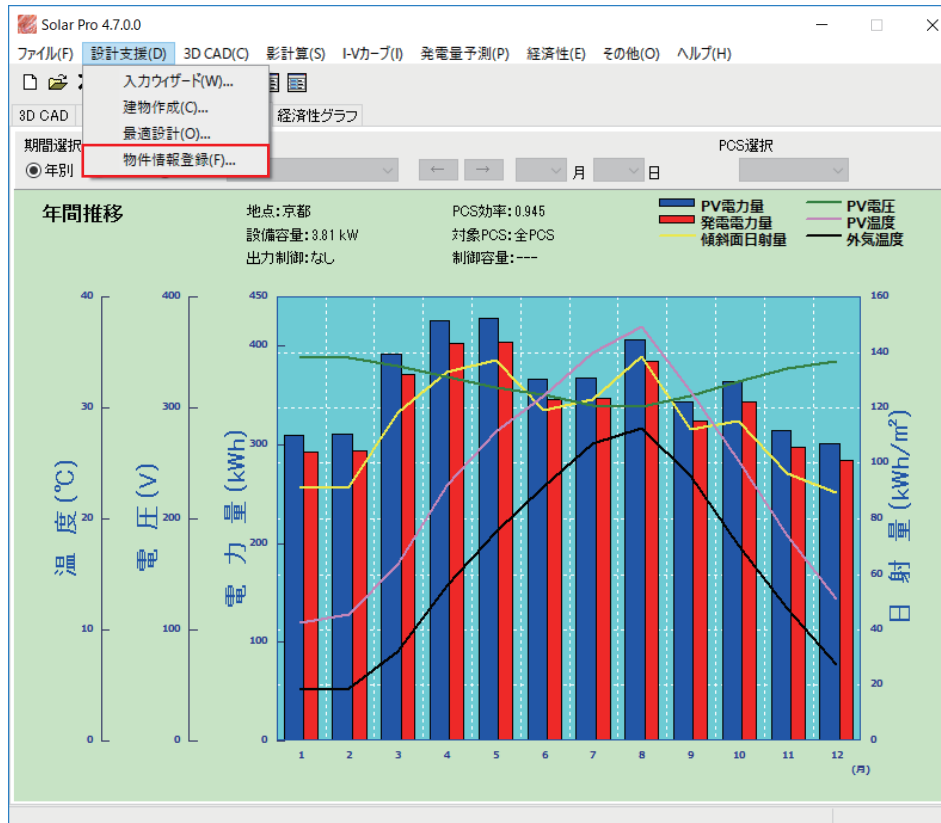 Solar Pro 4.7.0.0
ファイル(F) 設計支援(D) 3D CAD(C) 影計算(S) I-Vカーブ(I) 発電量予測(P) 経済性(E) その他(O) ヘルプ(H)
入力ウィザード(W)...
建物作成(C)...
最適設計(O)...
物件情報登録(F)...
3D CAD 経済性グラフ
期間選択 PCS選択
年別 ← → 月 日
年間推移
地点:京都 PCS効率:0.945
設備容量:3.81 kW 対象PCS:全PCS
出力制御:なし 制御容量:---
PV電力量 PV電圧
発電電力量 PV温度
傾斜面日射量 外気温度
40 400 450 160
400 140
30 300 120
300 100
20 200 80
200 60
10 100 40
100 20
0 0 0 0
温度(℃)
電圧(V)
電力量(kWh)
日射量(kWh/m²)
1 2 3 4 5 6 7 8 9 10 11 12
(月)